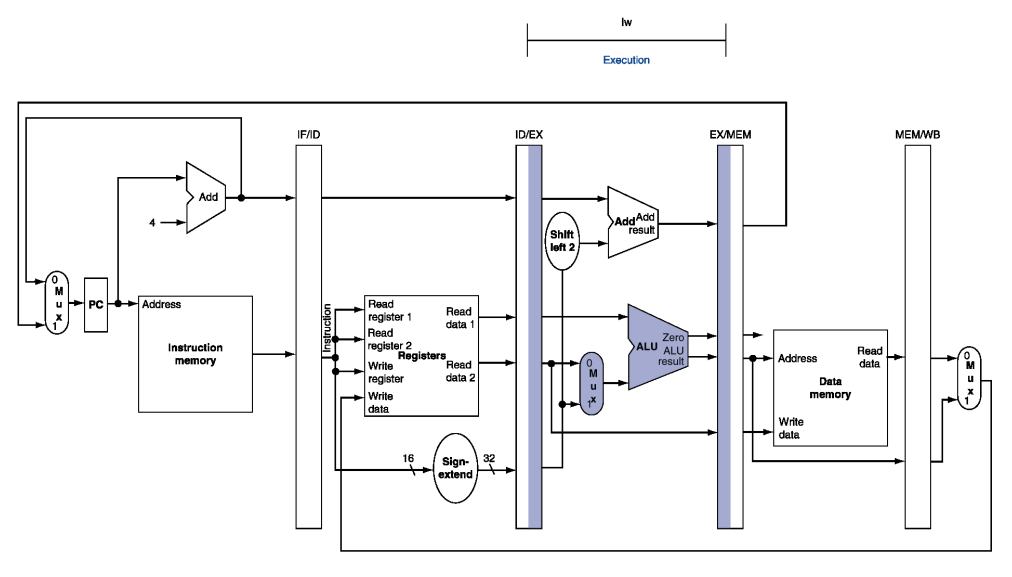 lw
Execution
IF/ID
ID/EX
EX/MEM
MEM/WB
Add
4
Add
Add
result
Shift
left 2
0
M
u
x
1
PC
Address
Instruction
memory
Instruction
Read
register 1
Read
register 2
Registers
Write
register
Write
data
Read
data 1
Read
data 2
16
Sign-
extend
32
0
M
u
x
1
ALU
Zero
ALU
result
Address
Read
data
Data
memory
Write
data
0
M
u
x
1